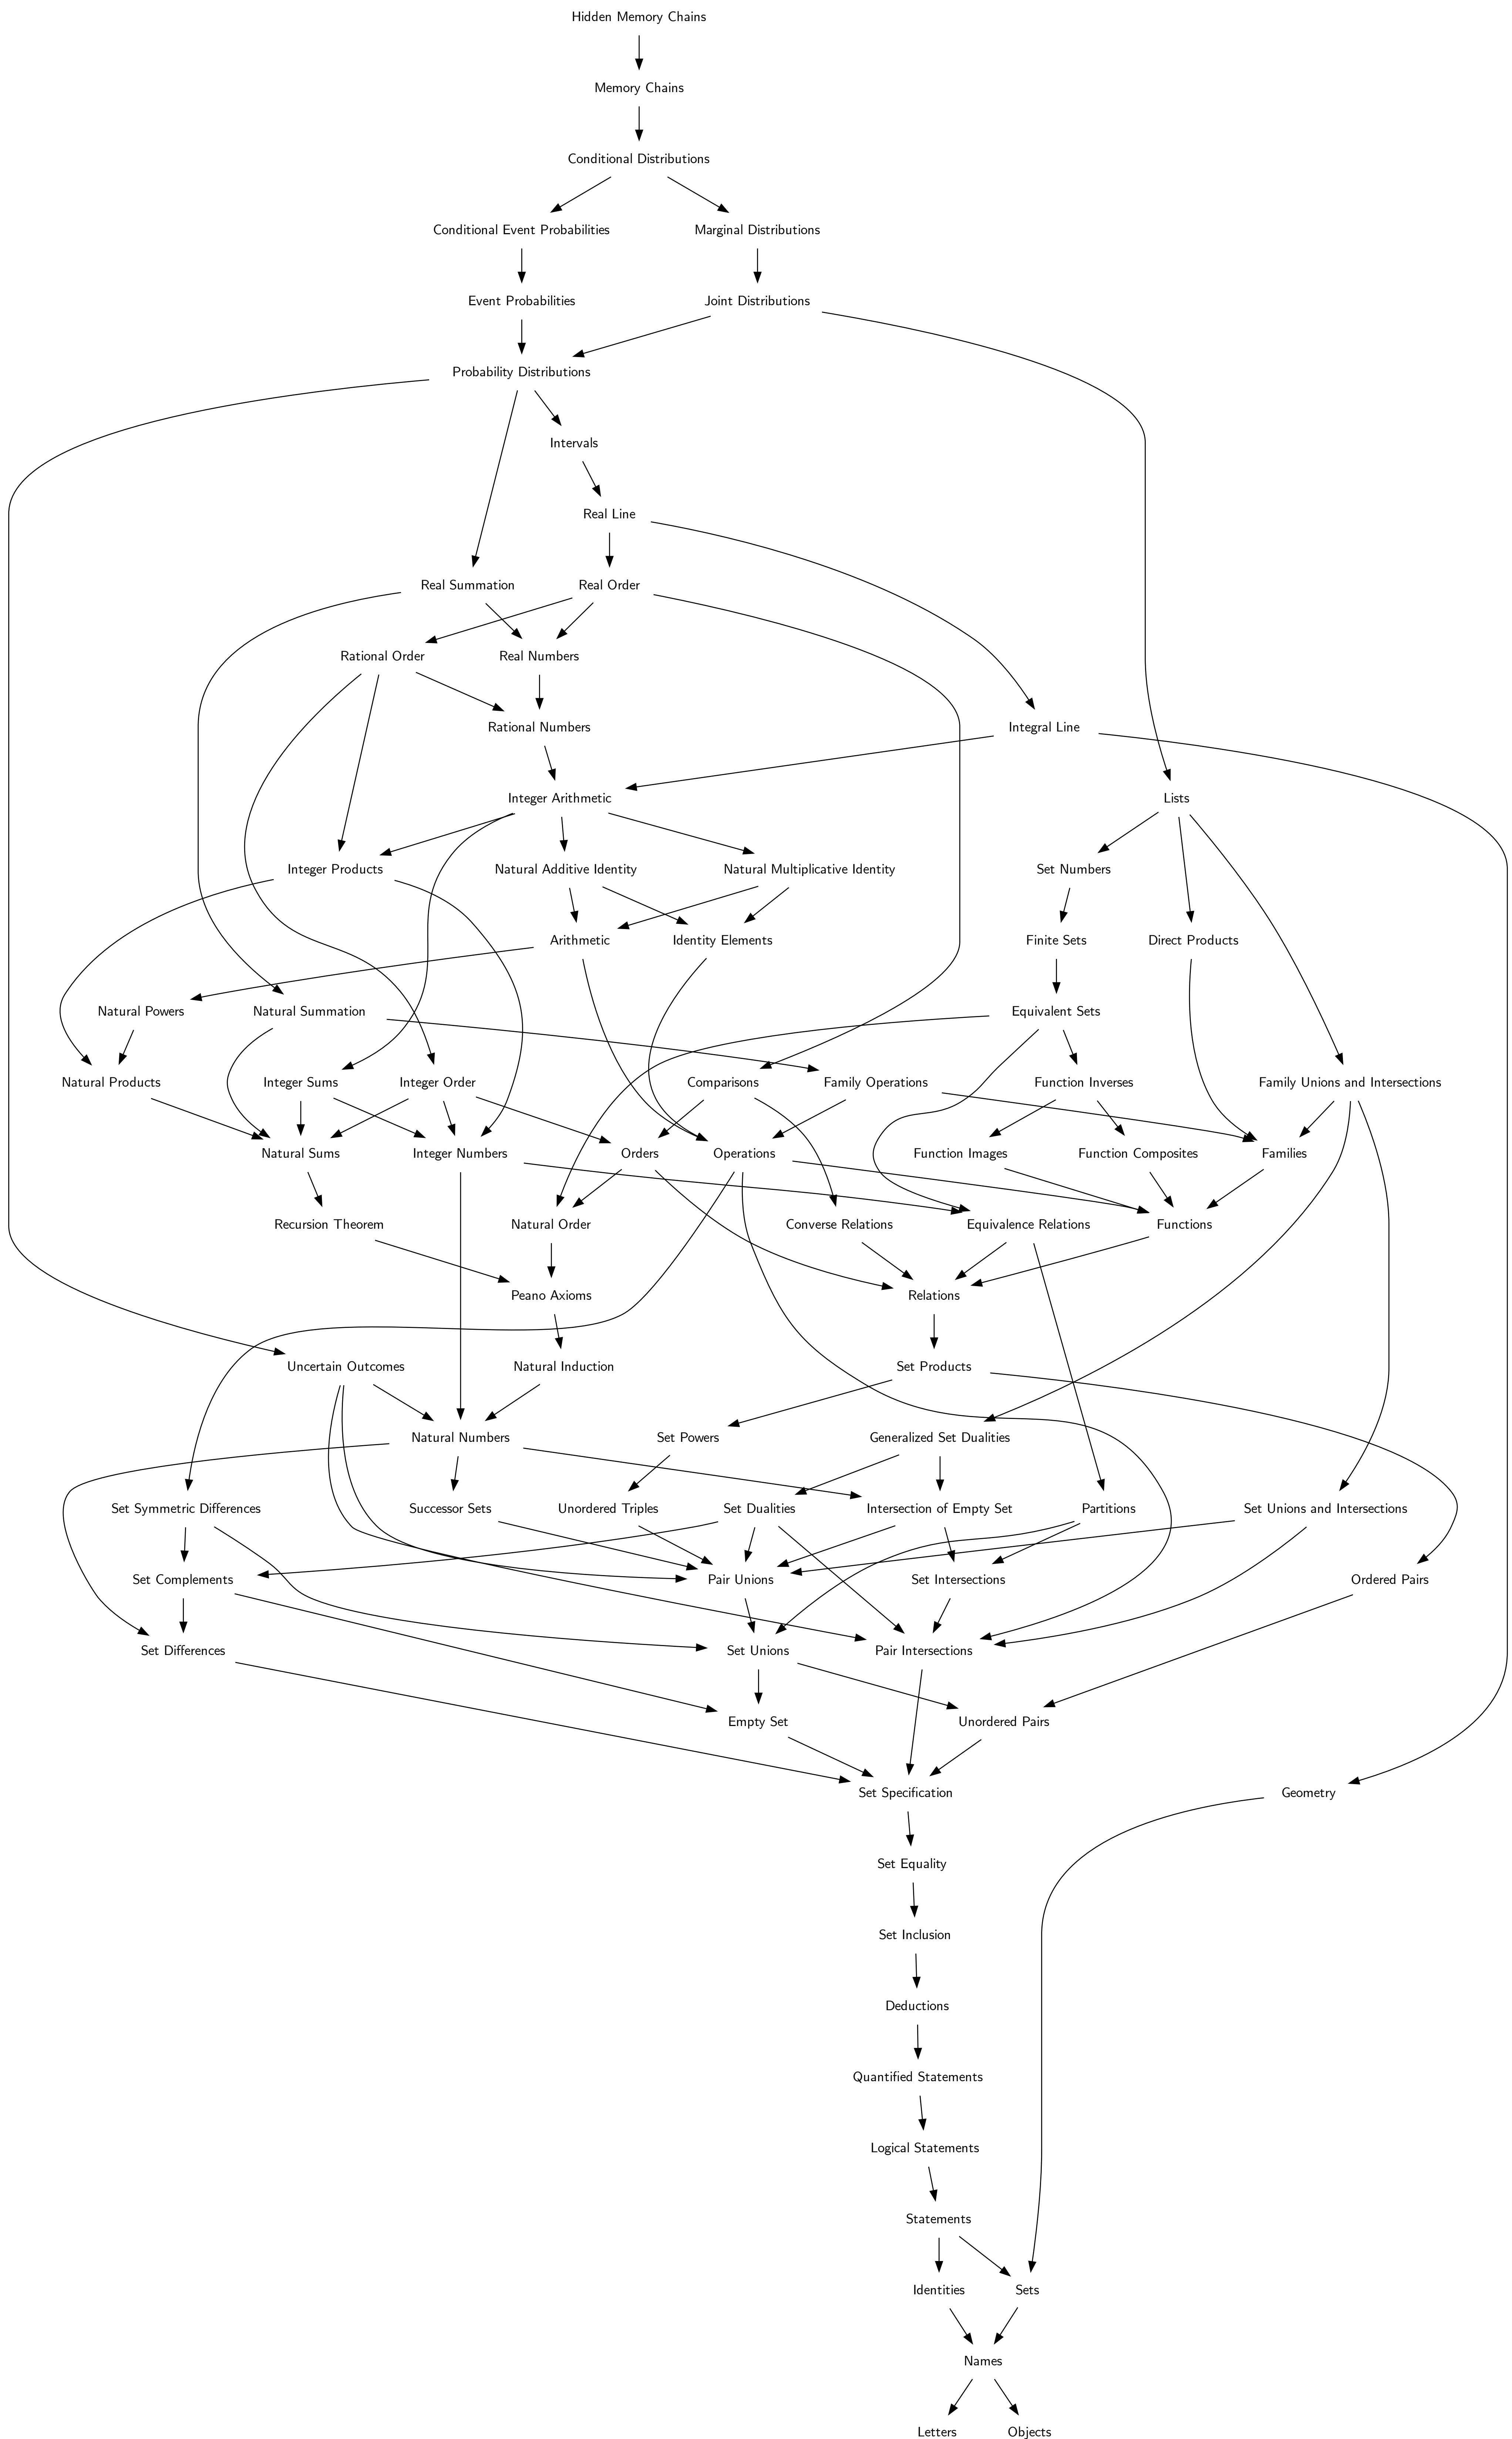 Hidden Memory Chains
Memory Chains
Conditional Distributions
Conditional Event Probabilities
Marginal Distributions
Event Probabilities
Joint Distributions
Probability Distributions
Intervals
Real Line
Real Summation
Real Order
Rational Order
Real Numbers
Rational Numbers
Integral Line
Integer Arithmetic
Lists
Integer Products
Natural Additive Identity
Natural Multiplicative Identity
Set Numbers
Arithmetic
Identity Elements
Finite Sets
Direct Products
Natural Powers
Natural Summation
Equivalent Sets
Natural Products
Integer Sums
Integer Order
Comparisons
Family Operations
Function Inverses
Family Unions and Intersections
Natural Sums
Integer Numbers
Orders
Operations
Function Images
Function Composites
Families
Recursion Theorem
Natural Order
Converse Relations
Equivalence Relations
Functions
Peano Axioms
Relations
Uncertain Outcomes
Natural Induction
Set Products
Natural Numbers
Set Powers
Generalized Set Dualities
Set Symmetric Differences
Successor Sets
Unordered Triples
Set Dualities
Intersection of Empty Set
Partitions
Set Unions and Intersections
Set Complements
Pair Unions
Set Intersections
Ordered Pairs
Set Differences
Set Unions
Pair Intersections
Empty Set
Unordered Pairs
Set Specification
Geometry
Set Equality
Set Inclusion
Deductions
Quantified Statements
Logical Statements
Statements
Identities
Sets
Names
Letters
Objects